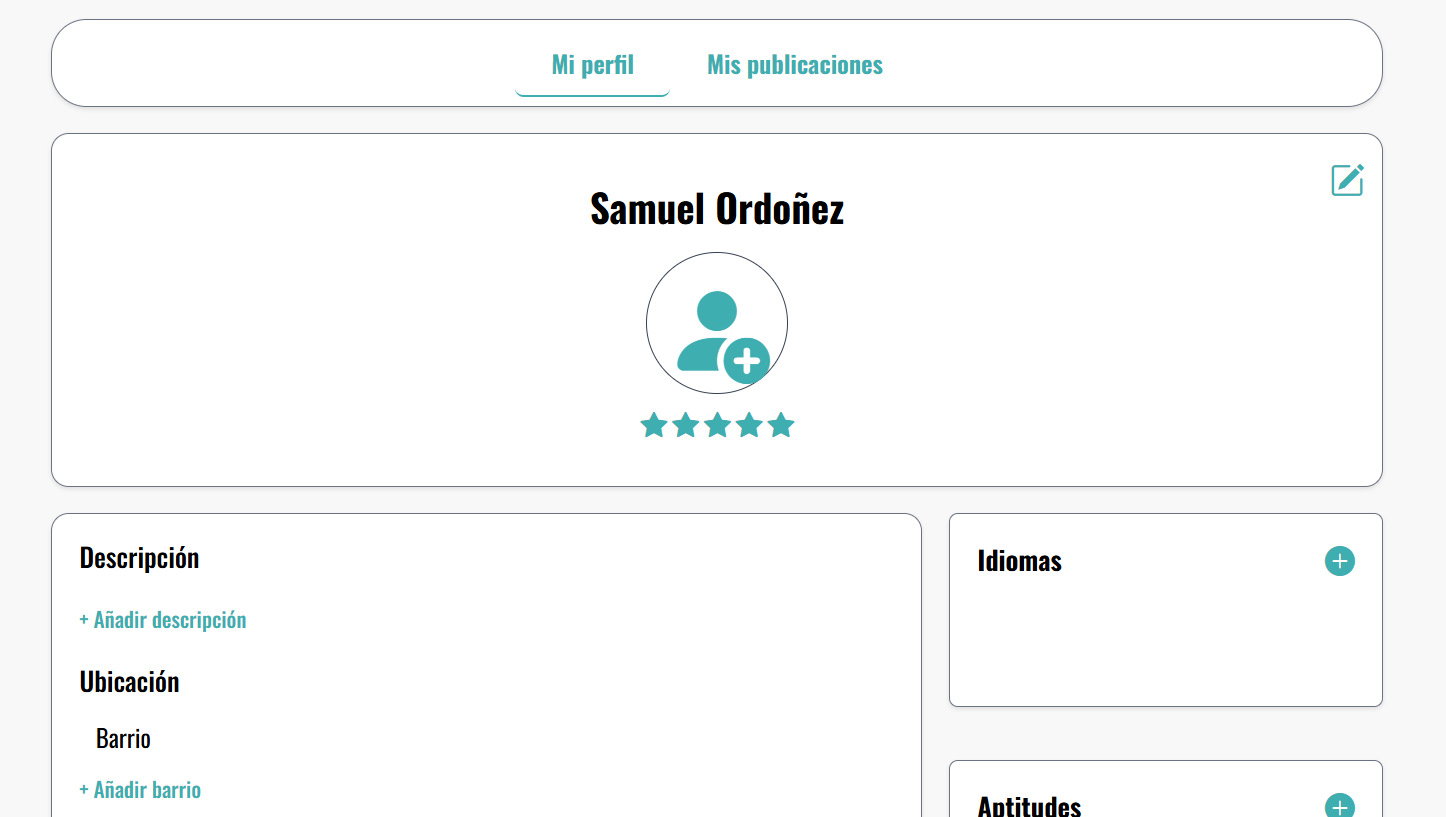 Mi perfil Mis publicaciones
Samuel Ordoñez
Descripción
+ Añadir descripción
Ubicación
Barrio
+ Añadir barrio
Idiomas
Aptitudes